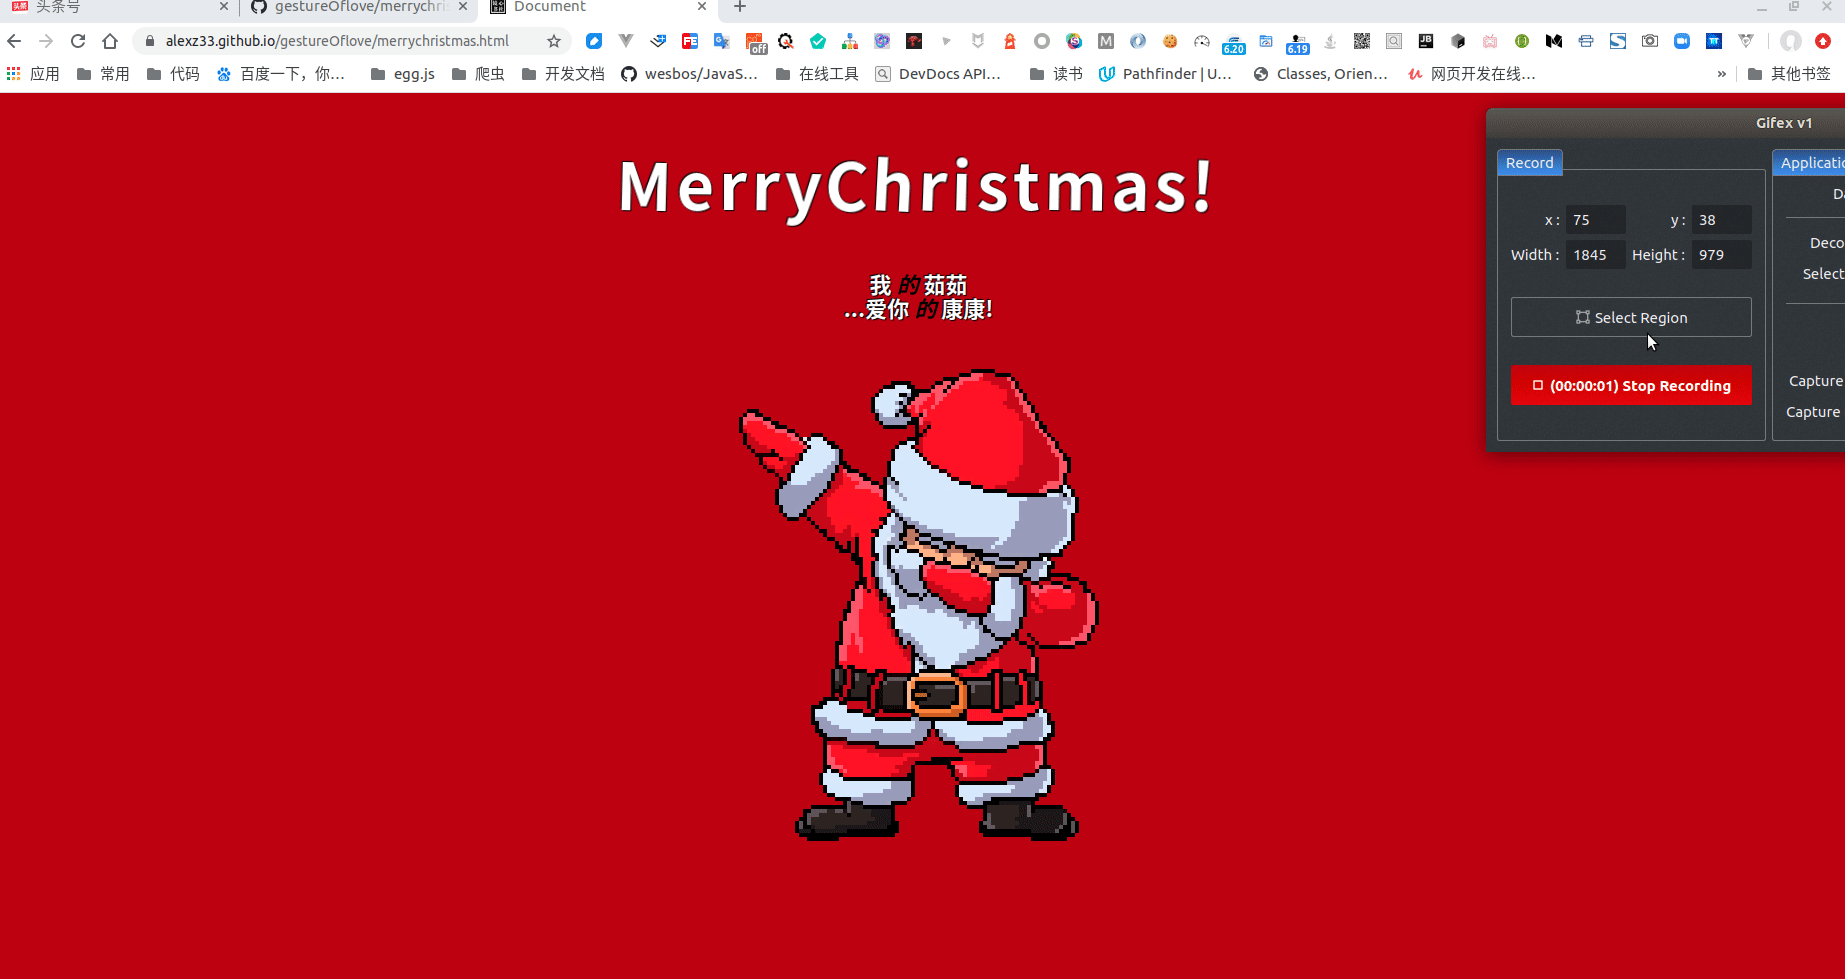 头条号
gestureOflove/merrychris
Document
alexz33.github.io/gestureOflove/merrychristmas.html
off
6.20
6.19
应用
常用
代码
百度一下，你...
egg.js
爬虫
开发文档
wesbos/JavaS...
在线工具
DevDocs API...
读书
Pathfinder | U...
Classes, Orien...
网页开发在线...
»
其他书签
MerryChristmas!
我 的 茹茹
...爱你 的 康康!
Gifex v1
Record
Applicatio
x : 75 y : 38
Width : 1845 Height : 979
Da
Deco
Select
Select Region
(00:00:01) Stop Recording
Capture
Capture